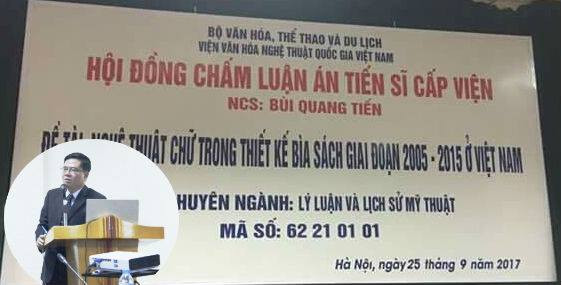 BỘ VĂN HÓA, THỂ THAO VÀ DU LỊCH
VIỆN VĂN HÓA NGHỆ THUẬT QUỐC GIA VIỆT NAM
HỘI ĐỒNG CHẤM LUẬN ÁN TIẾN SĨ CẤP VIỆN
NCS: BÙI QUANG TIẾN
ĐỀ TÀI: NGHỆ THUẬT CHỮ TRONG THIẾT KẾ BÌA SÁCH GIAI ĐOẠN 2005 - 2015 Ở VIỆT NAM
HUYÊN NGÀNH: LÝ LUẬN VÀ LỊCH SỬ MỸ THUẬT
MÃ SỐ: 62 21 01 01
Hà Nội, ngày 25 tháng 9 năm 2017